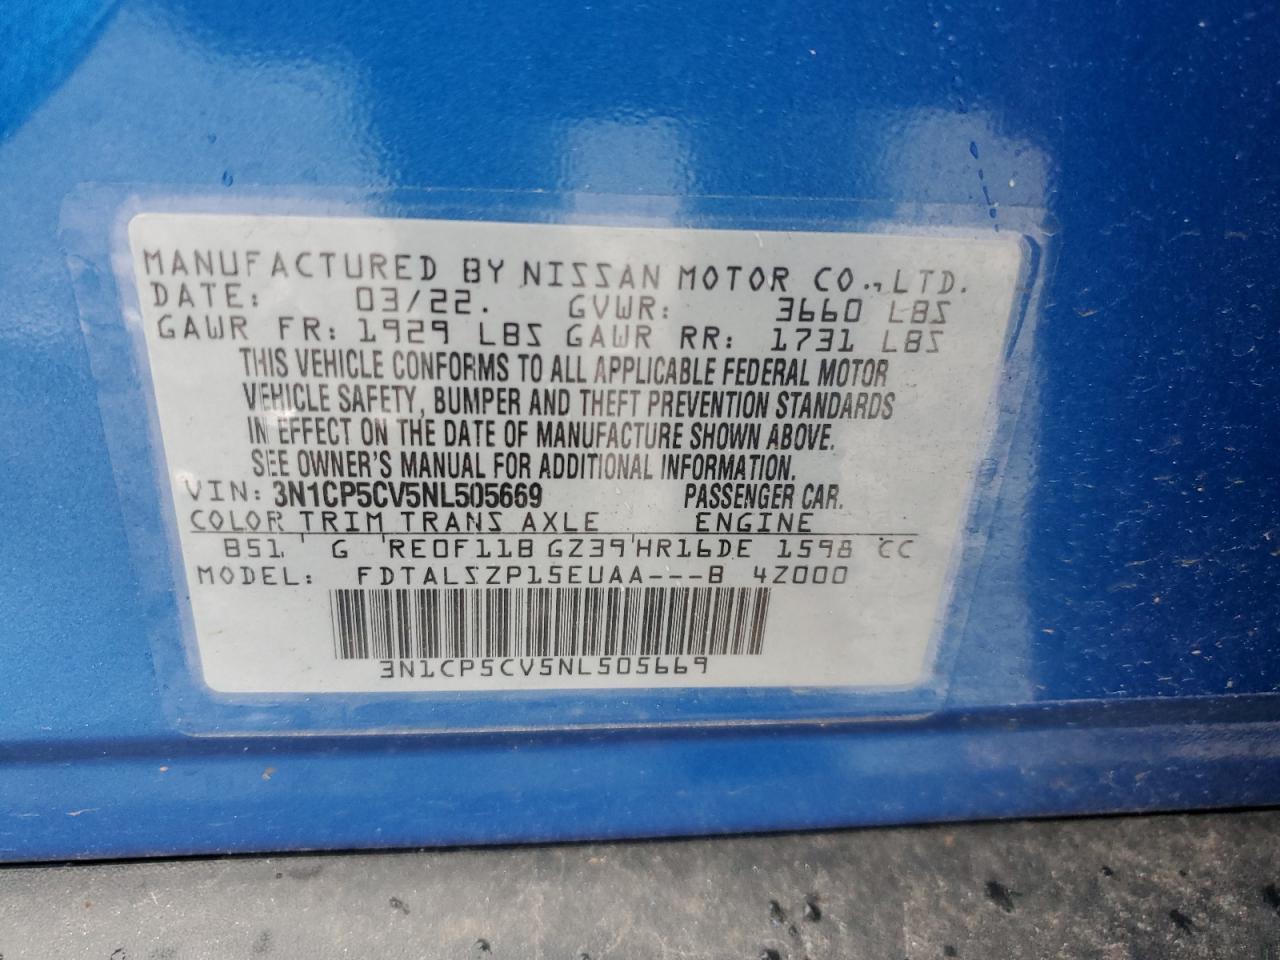 MANUFACTURED BY NISSAN MOTOR CO., LTD.
DATE: 03/22. GVWR: 3660 LBS
GAWR FR: 1929 LBS GAWR RR: 1731 LBS
THIS VEHICLE CONFORMS TO ALL APPLICABLE FEDERAL MOTOR
VEHICLE SAFETY, BUMPER AND THEFT PREVENTION STANDARDS
IN EFFECT ON THE DATE OF MANUFACTURE SHOWN ABOVE.
SEE OWNER'S MANUAL FOR ADDITIONAL INFORMATION.
VIN: 3N1CP5CV5NL505669 PASSENGER CAR.
COLOR TRIM TRANS AXLE ENGINE
B51 G RE0F11B GZ39 HR16DE 1598 CC
MODEL: FDTALSZP15EUAA---B 4Z000
3N1CP5CV5NL505669